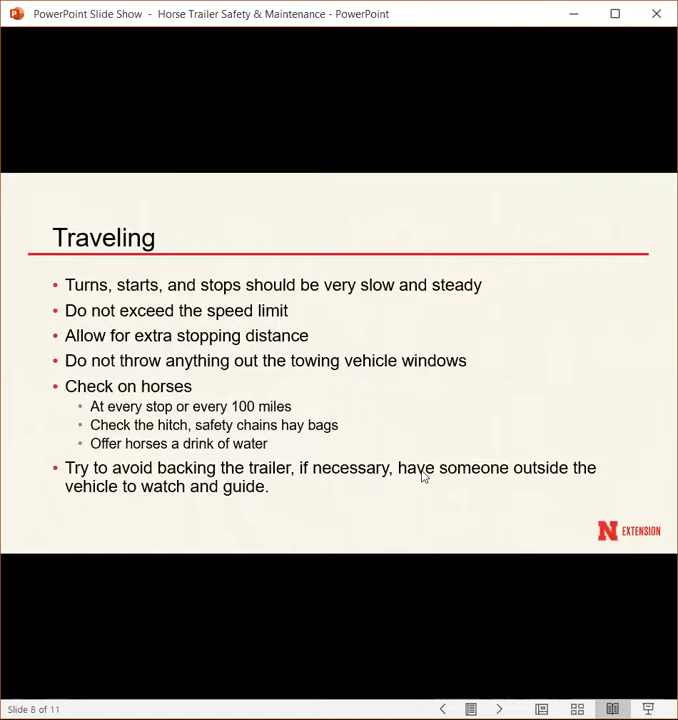 PowerPoint Slide Show - Horse Trailer Safety & Maintenance - PowerPoint
Traveling
• Turns, starts, and stops should be very slow and steady
• Do not exceed the speed limit
• Allow for extra stopping distance
• Do not throw anything out the towing vehicle windows
• Check on horses
• At every stop or every 100 miles
• Check the hitch, safety chains hay bags
• Offer horses a drink of water
• Try to avoid backing the trailer, if necessary, have someone outside the
vehicle to watch and guide.
N EXTENSION
Slide 8 of 11